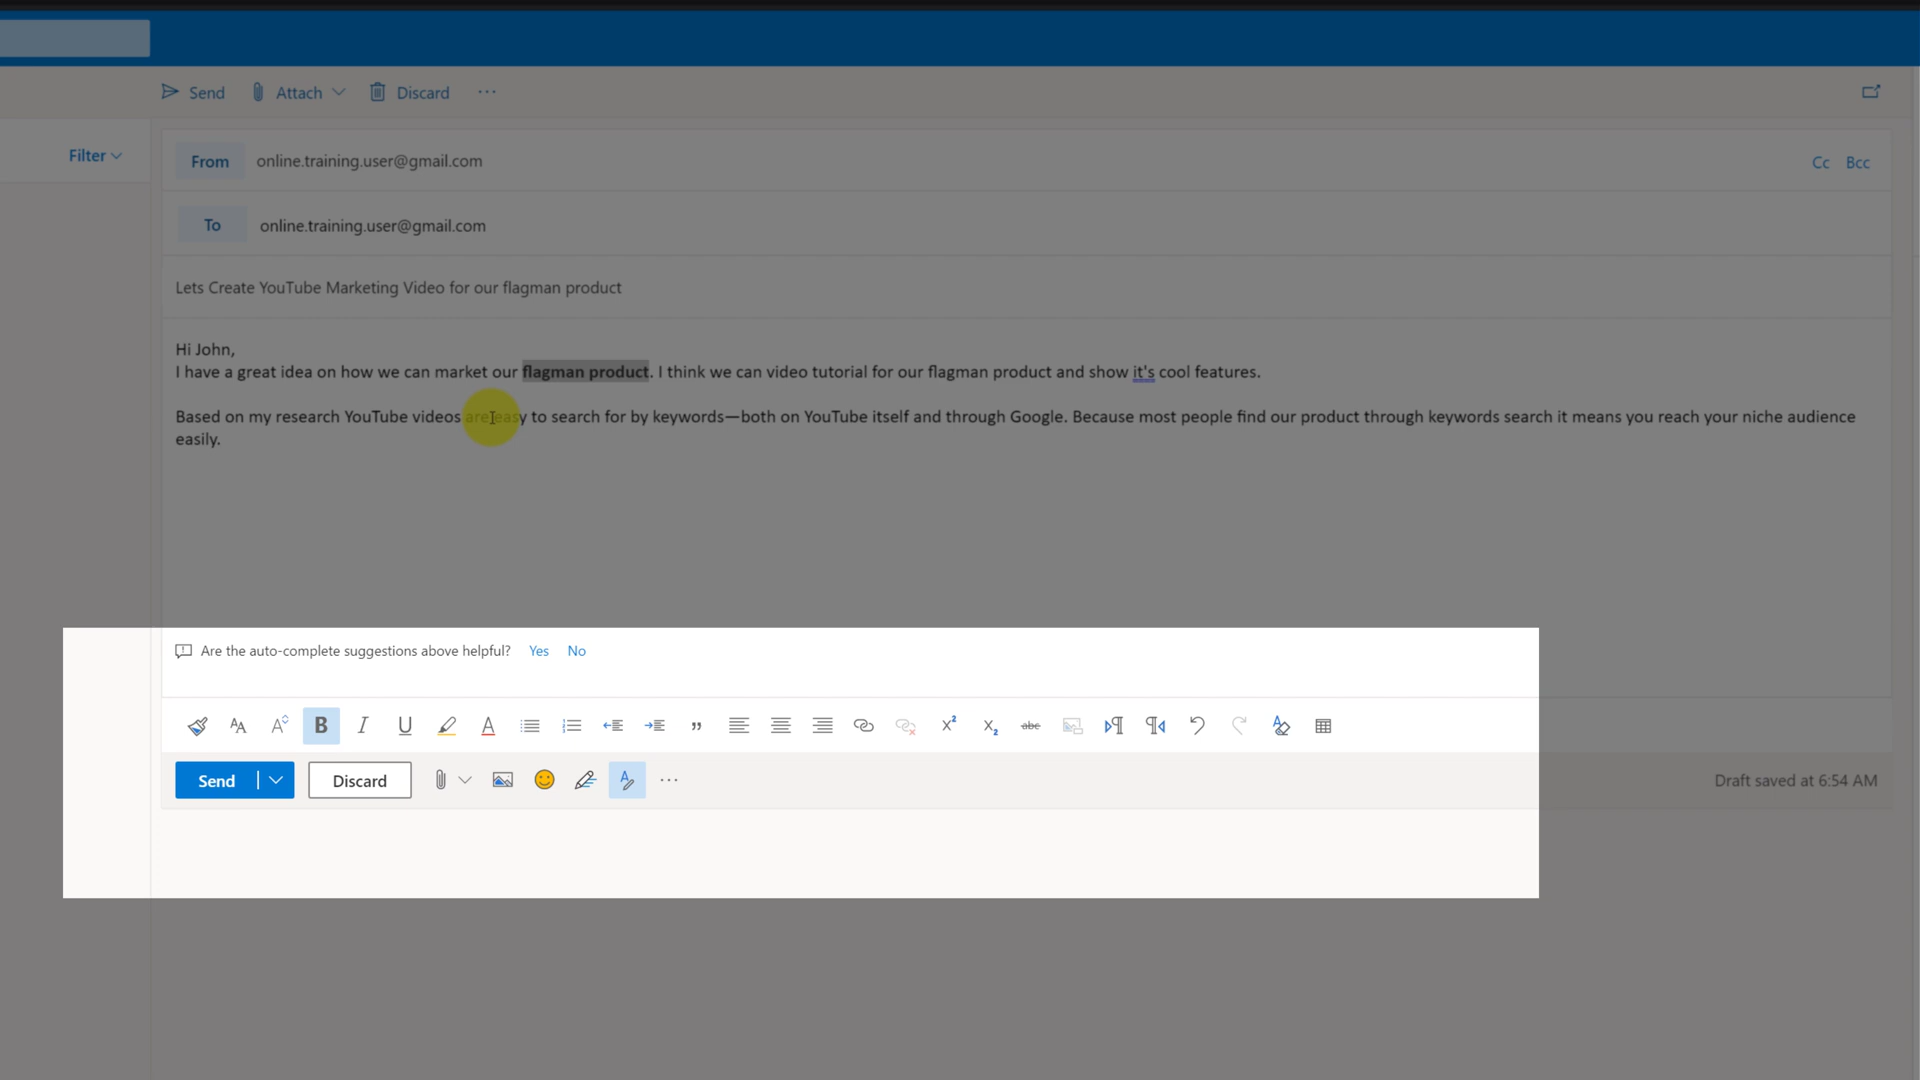 Send Attach Discard ...
Filter
From online.training.user@gmail.com Cc Bcc
To online.training.user@gmail.com
Lets Create YouTube Marketing Video for our flagman product
Hi John,
I have a great idea on how we can market our flagman product. I think we can video tutorial for our flagman product and show it's cool features.
Based on my research YouTube videos are easy to search for by keywords—both on YouTube itself and through Google. Because most people find our product through keywords search it means you reach your niche audience
easily.
Are the auto-complete suggestions above helpful? Yes No
B I U A X² X₂ abc
Send Discard ... Draft saved at 6:54 AM